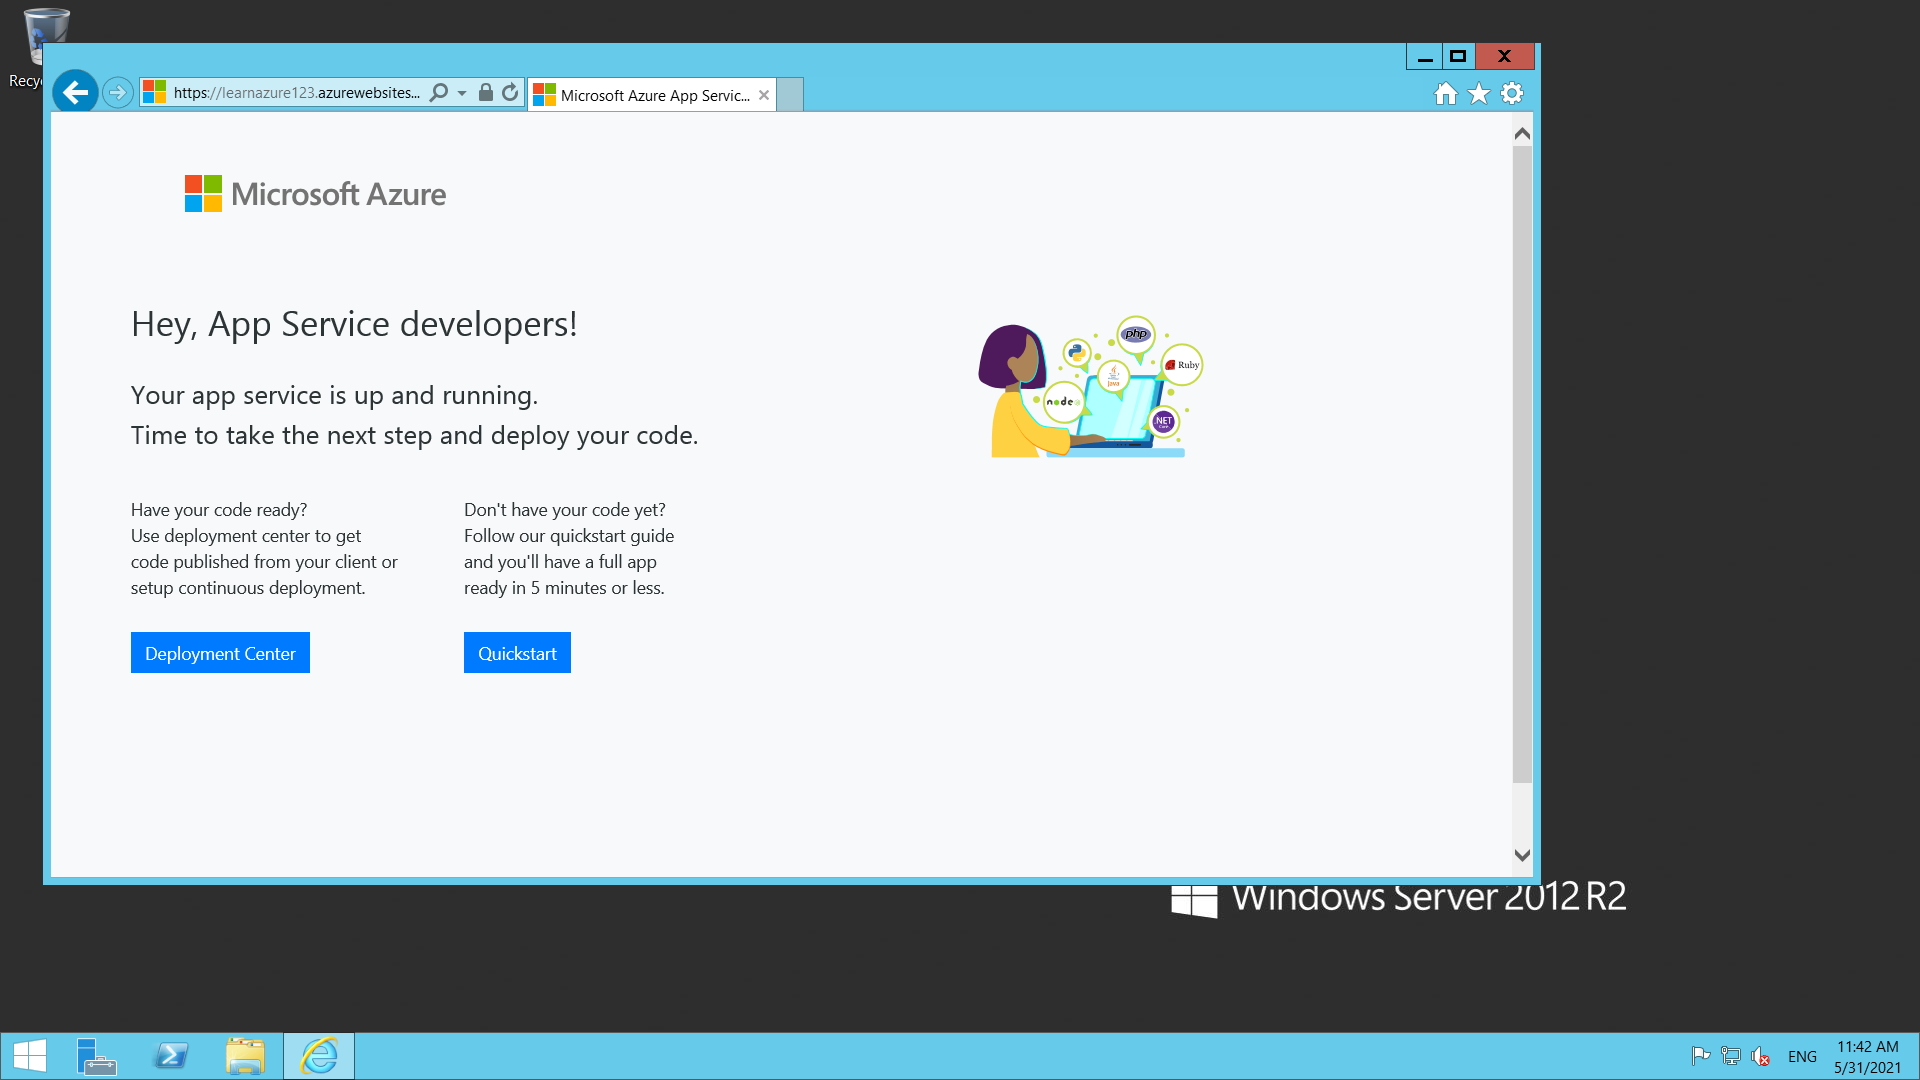 Recy
https://learnazure123.azurewebsites...
Microsoft Azure App Servic...
Microsoft Azure
Hey, App Service developers!
Your app service is up and running.
Time to take the next step and deploy your code.
Have your code ready?
Use deployment center to get
code published from your client or
setup continuous deployment.
Deployment Center
Don't have your code yet?
Follow our quickstart guide
and you'll have a full app
ready in 5 minutes or less.
Quickstart
php
Ruby
Java
node
.NET
Core
Windows Server 2012 R2
ENG
11:42 AM
5/31/2021